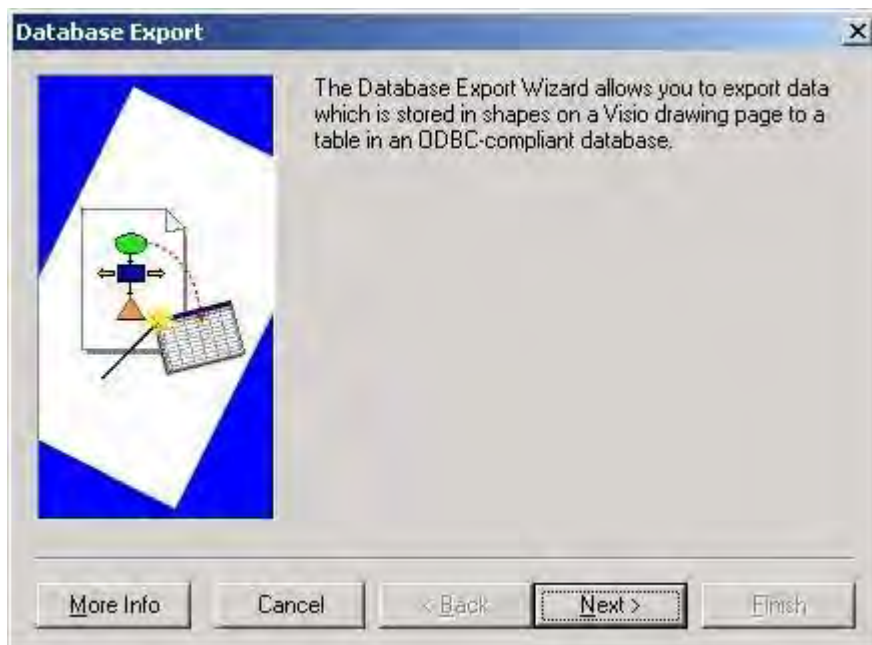 Database Export
The Database Export Wizard allows you to export data
which is stored in shapes on a Visio drawing page to a
table in an ODBC-compliant database.
More Info
Cancel
< Back
Next >
Finish